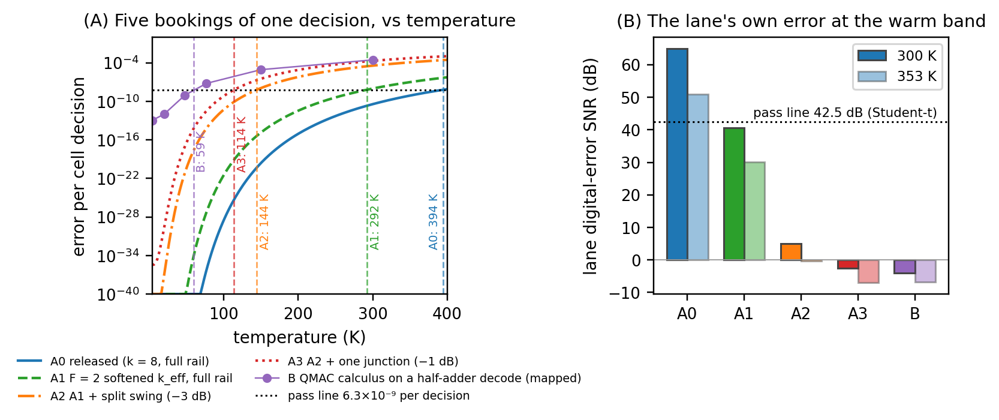 (A) Five bookings of one decision, vs temperature
error per cell decision
10⁻⁴
10⁻¹⁰
10⁻¹⁶
10⁻²²
10⁻²⁸
10⁻³⁴
10⁻⁴⁰
B: 59 K
A3: 114 K
A2: 144 K
A1: 292 K
A0: 394 K
100
200
300
400
temperature (K)
A0 released (k = 8, full rail)
A1 F = 2 softened k_eff, full rail
A2 A1 + split swing (−3 dB)
A3 A2 + one junction (−1 dB)
B QMAC calculus on a half-adder decode (mapped)
pass line 6.3×10⁻⁹ per decision
(B) The lane's own error at the warm band
lane digital-error SNR (dB)
60
50
40
30
20
10
0
−10
300 K
353 K
pass line 42.5 dB (Student-t)
A0
A1
A2
A3
B